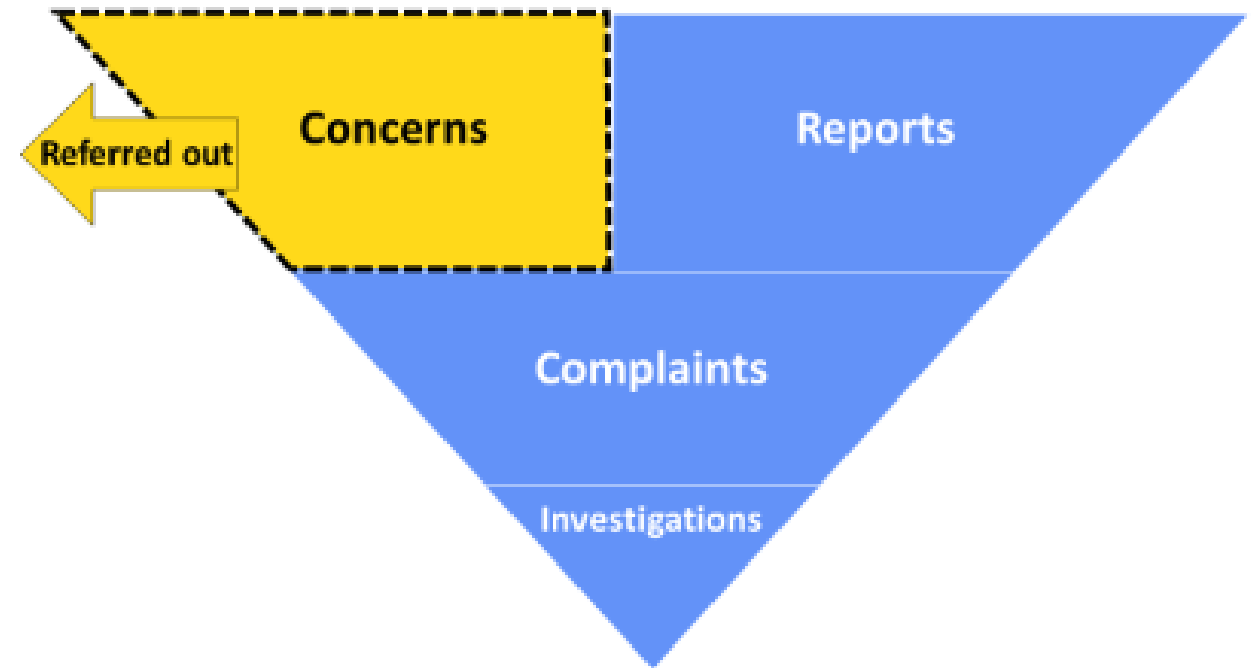 Concerns
Reports
Referred out
Complaints
Investigations